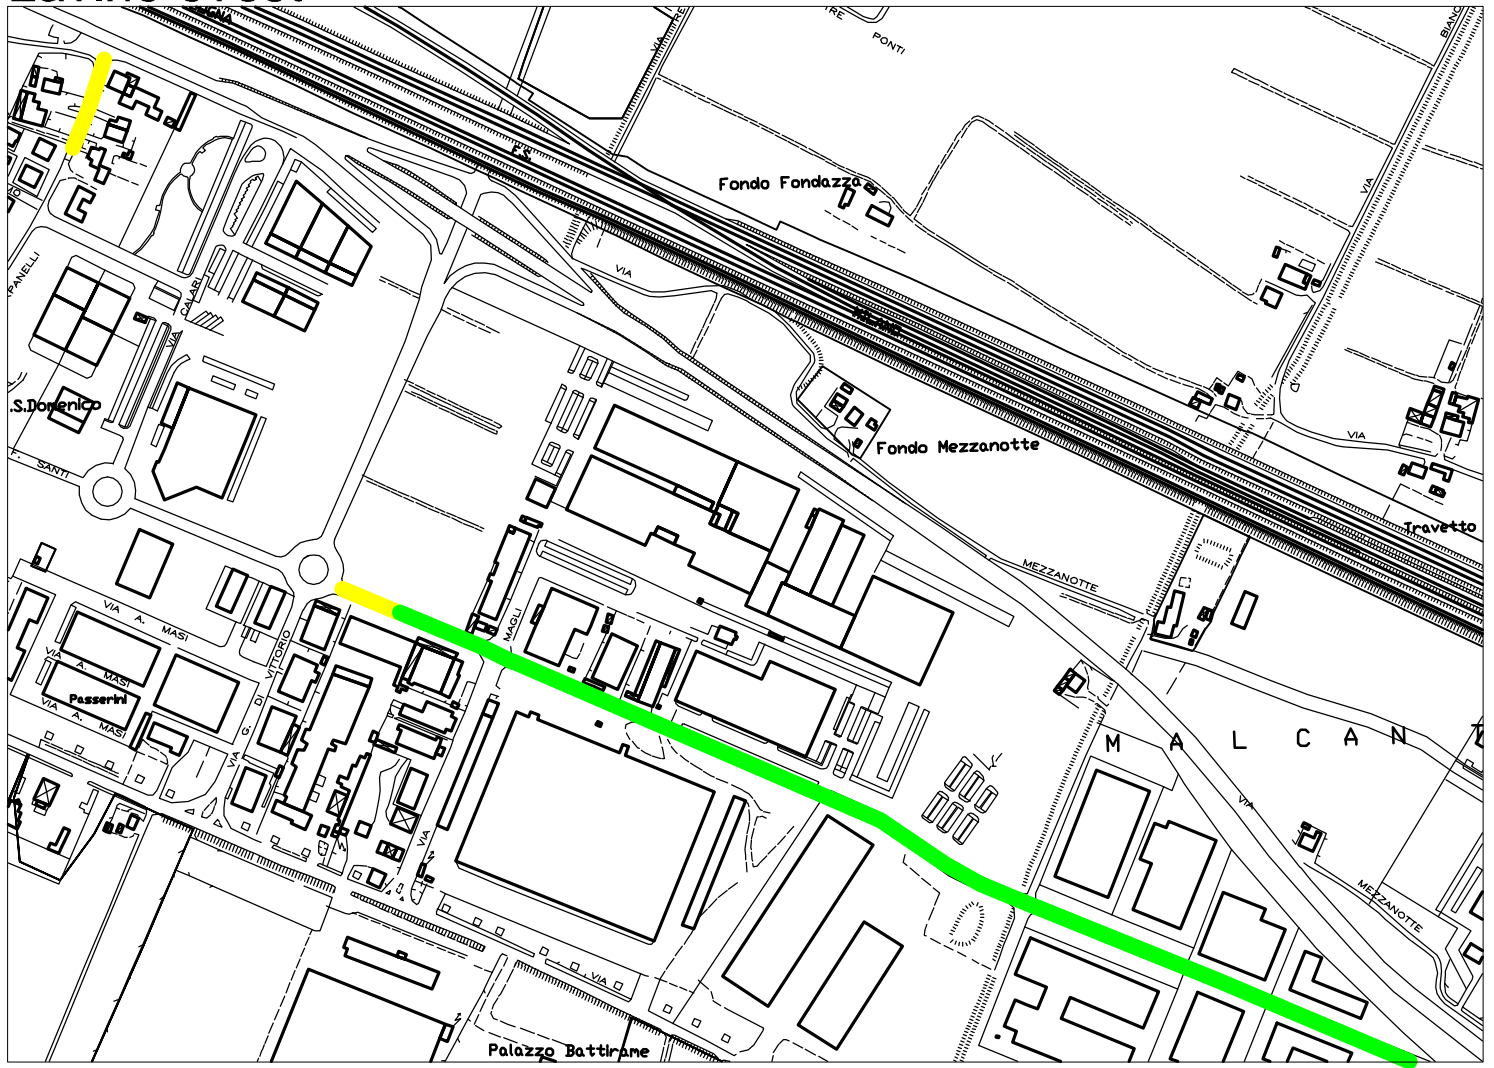 PONTI
VIA
F.S.
Fondo Fondazza
VIA
PANELLI
VIA
CALARI
VIA
MILANO
.S.Domenico
Fondo Mezzanotte
VIA
F. SANTI
Travetto
MEZZANOTTE
VIA
A.
MASI
MAGLI
VIA A. MASI
VIA G. DI VITTORIO
Passerini
VIA A. MASI
M A L C A N T
VIA
VIA
MEZZANOTTE
VIA
Palazzo Battirame